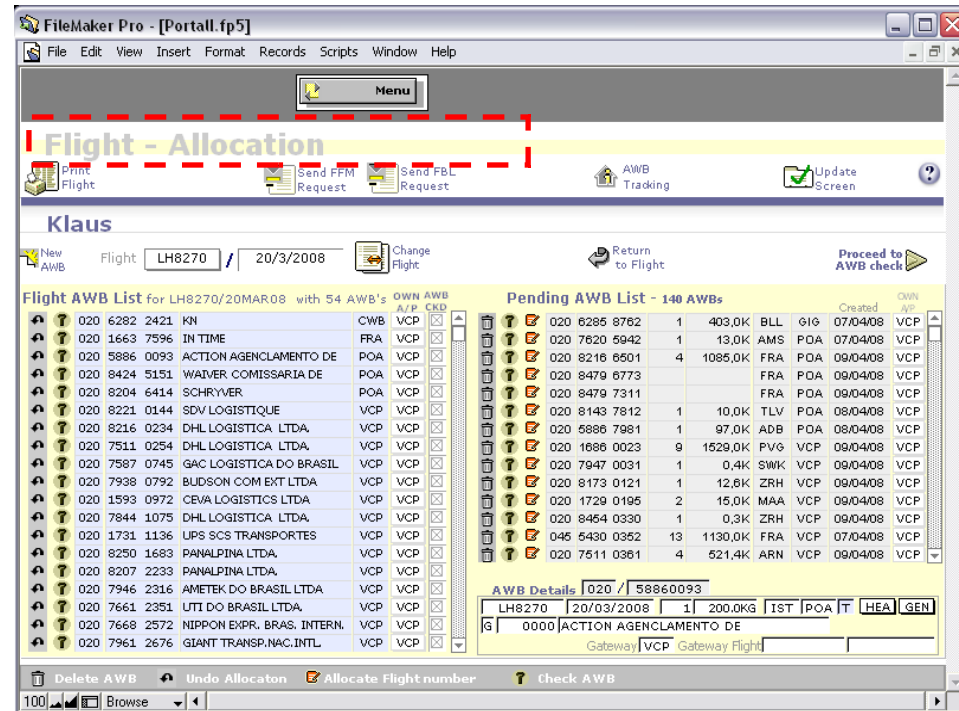 FileMaker Pro - [Portall.fp5]
File Edit View Insert Format Records Scripts Window Help
Menu
Flight - Allocation
Print Flight
Send FFM Request
Send FBL Request
AWB Tracking
Update Screen
?
Klaus
New AWB
Flight LH8270 / 20/3/2008
Change Flight
Return to Flight
Proceed to AWB check
Flight AWB List for LH8270/20MAR08 with 54 AWB's OWN A/P AWB CKD
020 6282 2421 KN CWB VCP
020 1663 7596 IN TIME FRA VCP
020 5886 0093 ACTION AGENCLAMENTO DE POA VCP
020 8424 5151 WAIVER COMISSARIA DE POA VCP
020 8204 6414 SCHRYVER POA VCP
020 8221 0144 SDV LOGISTIQUE VCP VCP
020 8216 0234 DHL LOGISTICA LTDA. VCP VCP
020 7511 0254 DHL LOGISTICA LTDA. VCP VCP
020 7587 0745 GAC LOGISTICA DO BRASIL VCP VCP
020 7938 0792 BUDSON COM EXT LTDA VCP VCP
020 1593 0972 CEVA LOGISTICS LTDA VCP VCP
020 7844 1075 DHL LOGISTICA LTDA. VCP VCP
020 1731 1136 UPS SCS TRANSPORTES VCP VCP
020 8250 1683 PANALPINA LTDA. VCP VCP
020 8207 2233 PANALPINA LTDA. VCP VCP
020 7946 2316 AMETEK DO BRASIL LTDA VCP VCP
020 7661 2351 UTI DO BRASIL LTDA. VCP VCP
020 7668 2572 NIPPON EXPR. BRAS. INTERN. VCP VCP
020 7961 2676 GIANT TRANSP.NAC.INTL. VCP VCP
Pending AWB List - 140 AWBs Created OWN A/P
020 6285 8762 1 403,0K BLL GIG 07/04/08 VCP
020 7620 5942 1 13,0K AMS POA 07/04/08 VCP
020 8216 6501 4 1085,0K FRA POA 09/04/08 VCP
020 8479 6773 FRA POA 09/04/08 VCP
020 8479 7311 FRA POA 09/04/08 VCP
020 8143 7812 1 10,0K TLV POA 08/04/08 VCP
020 5886 7981 1 97,0K ADB POA 08/04/08 VCP
020 1686 0023 9 1529,0K PVG VCP 09/04/08 VCP
020 7947 0031 1 0,4K SWK VCP 09/04/08 VCP
020 8173 0121 1 12,6K ZRH VCP 09/04/08 VCP
020 1729 0195 2 15,0K MAA VCP 09/04/08 VCP
020 8454 0330 1 0,3K ZRH VCP 09/04/08 VCP
045 5430 0352 13 1130,0K FRA VCP 07/04/08 VCP
020 7511 0361 4 521,4K ARN VCP 09/04/08 VCP
AWB Details 020 / 58860093
LH8270 20/03/2008 1 200.0KG IST POA T HEA GEN
G 0000 ACTION AGENCLAMENTO DE
Gateway VCP Gateway Flight
Delete AWB Undo Allocaton Allocate Flight number ? Check AWB
100 Browse